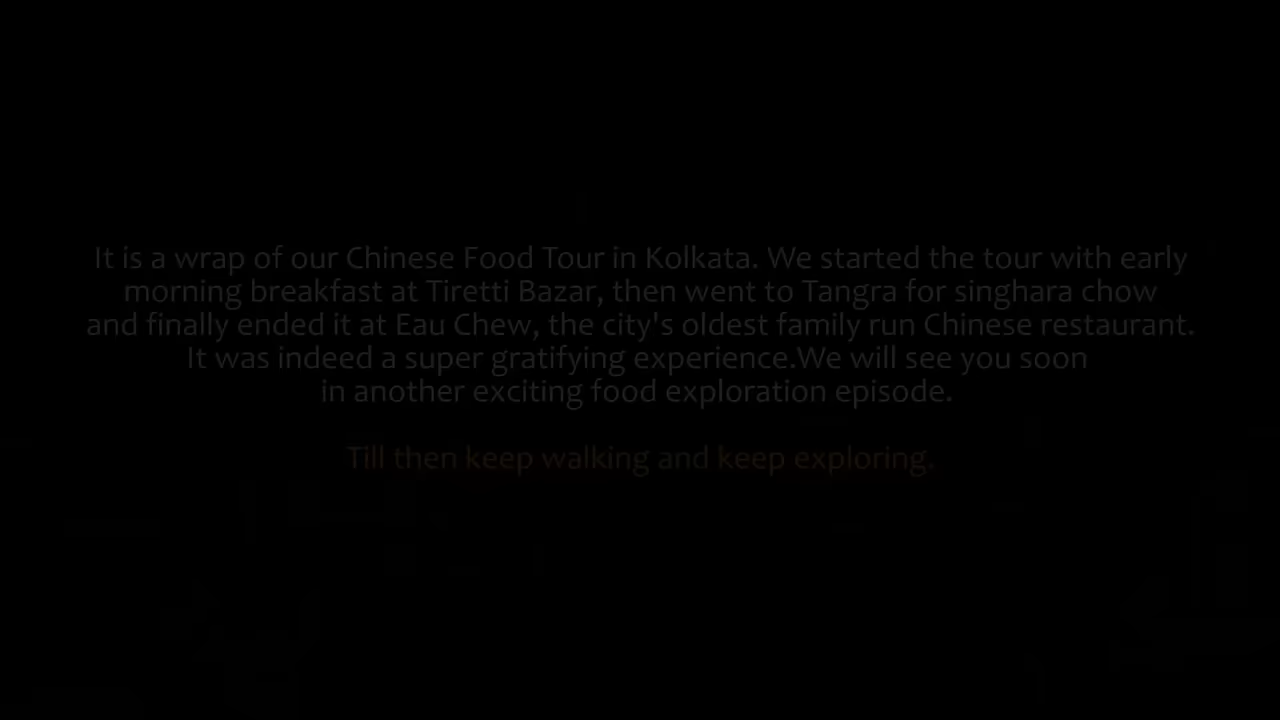 It is a wrap of our Chinese Food Tour in Kolkata. We started the tour with early
morning breakfast at Tiretti Bazar, then went to Tangra for singhara chow
and finally ended it at Eau Chew, the city's oldest family run Chinese restaurant.
It was indeed a super gratifying experience.We will see you soon
in another exciting food exploration episode.
Till then keep walking and keep exploring.